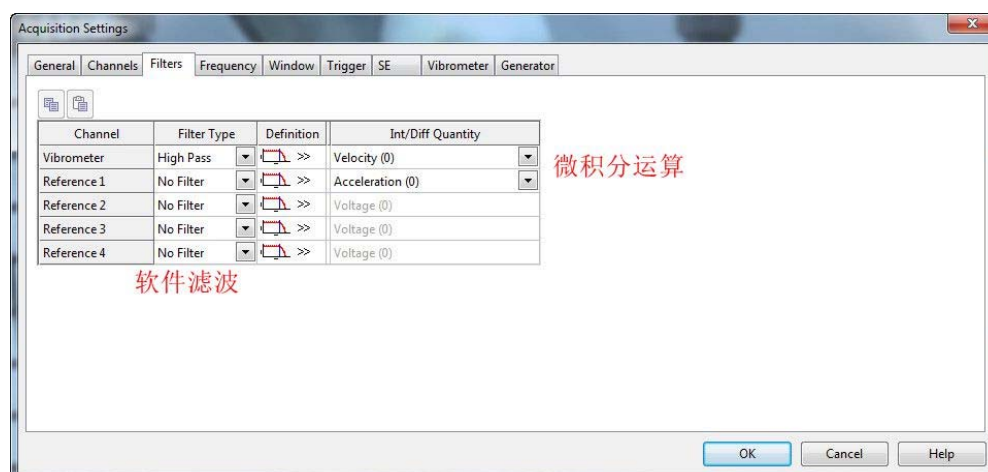 Acquisition Settings
General Channels Filters Frequency Window Trigger SE Vibrometer Generator
Channel Filter Type Definition Int/Diff Quantity
Vibrometer High Pass >> Velocity (0)
Reference 1 No Filter >> Acceleration (0)
微积分运算
Reference 2 No Filter >> Voltage (0)
Reference 3 No Filter >> Voltage (0)
Reference 4 No Filter >> Voltage (0)
软件滤波
OK Cancel Help